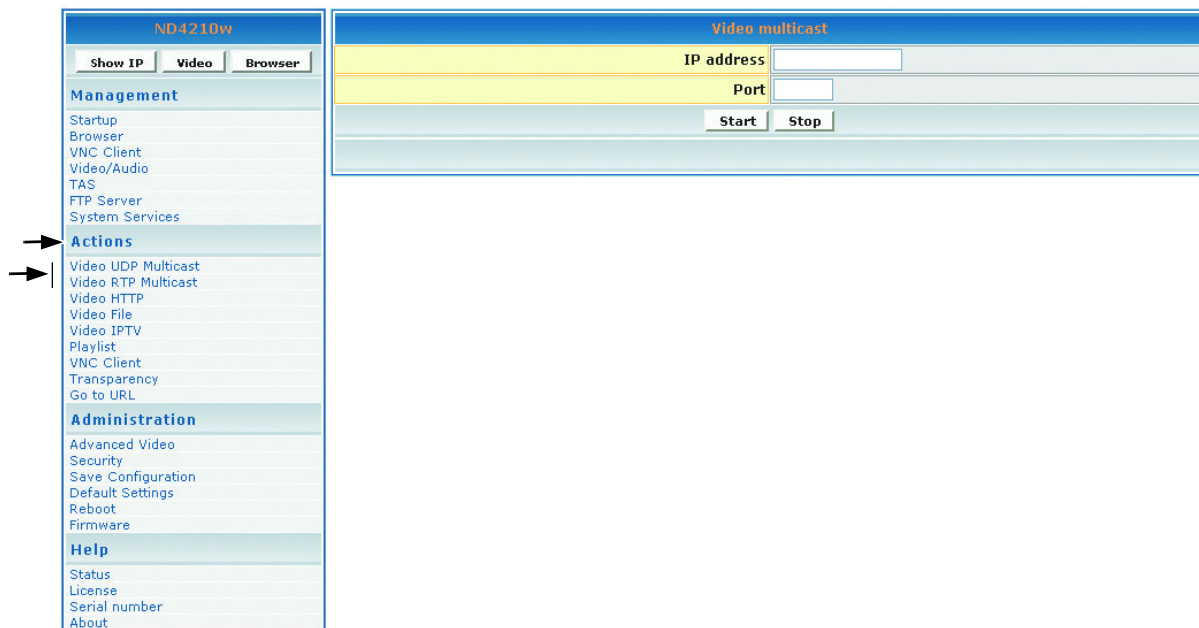 ND4210w
Show IP Video Browser
Management
Startup
Browser
VNC Client
Video/Audio
TAS
FTP Server
System Services
Actions
Video UDP Multicast
Video RTP Multicast
Video HTTP
Video File
Video IPTV
Playlist
VNC Client
Transparency
Go to URL
Administration
Advanced Video
Security
Save Configuration
Default Settings
Reboot
Firmware
Help
Status
License
Serial number
About
Video multicast
IP address
Port
Start Stop